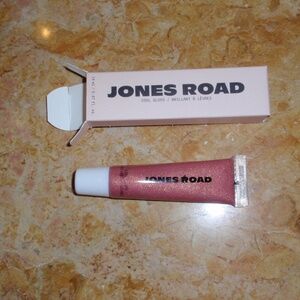 JONES ROAD
COOL GLOSS / BRILLANT À LÈVRES
JONES ROAD